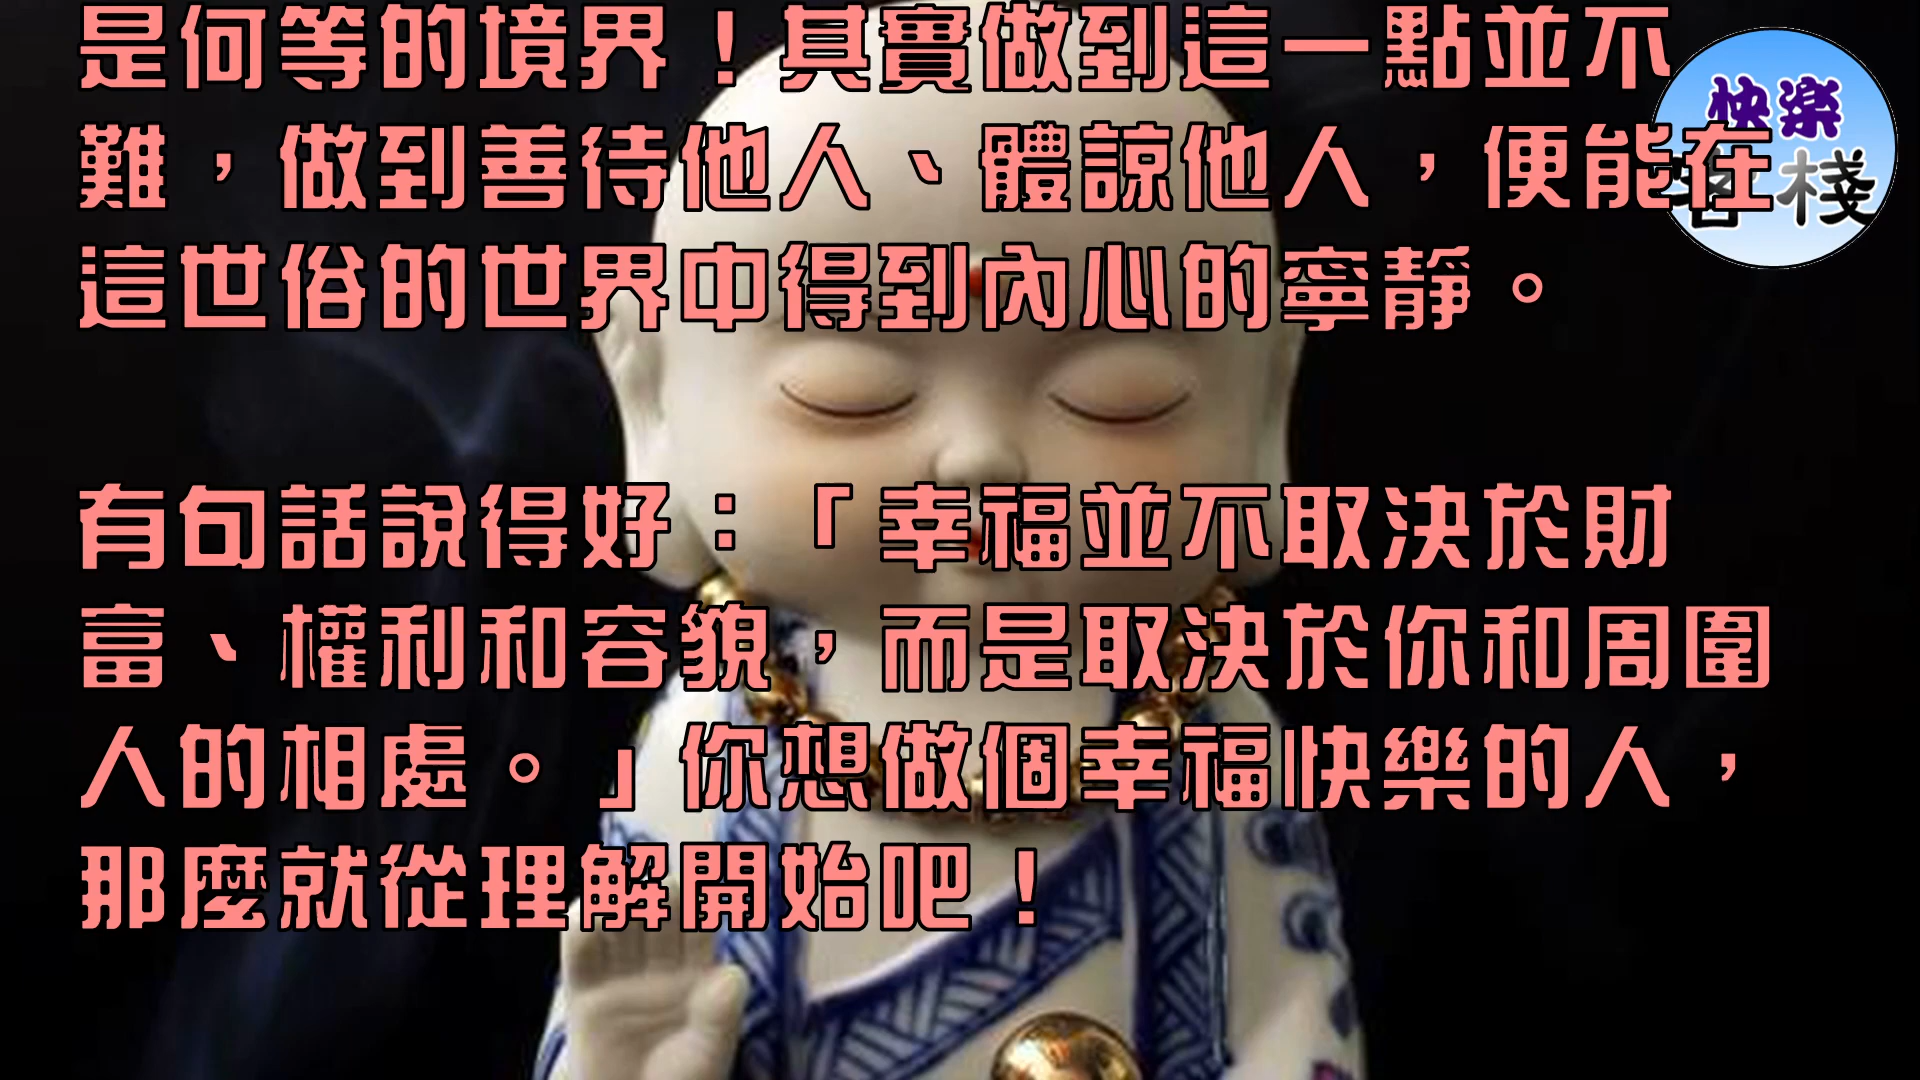 是何等的境界！其實做到這一點並不
難，做到善待他人、體諒他人，便能在
這世俗的世界中得到內心的寧靜。
有句話說得好：「幸福並不取決於財
富、權利和容貌，而是取決於你和周圍
人的相處。」你想做個幸福快樂的人，
那麼就從理解開始吧！
快樂
客棧